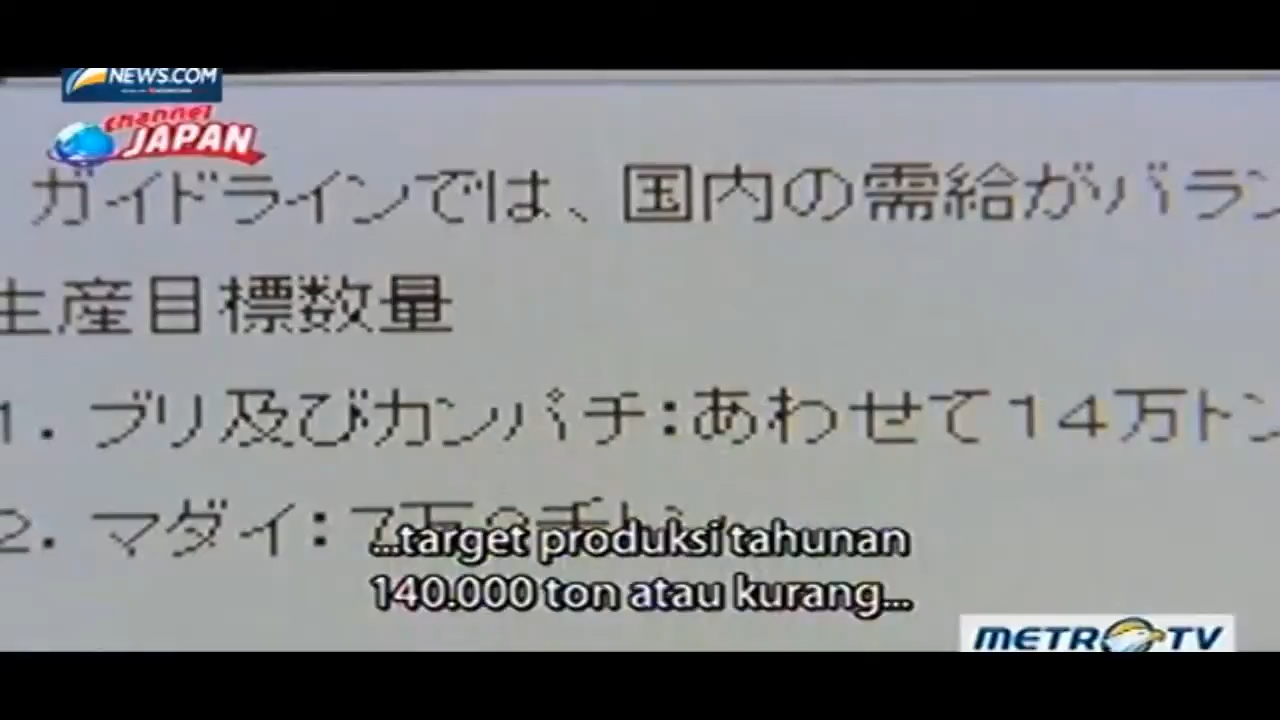 NEWS.COM
channel
JAPAN
ガイドラインでは、国内の需給がバラン
生産目標数量
1. ブリ及びカンパチ:あわせて14万トン
2. マダイ:7万
...target produksi tahunan
140.000 ton atau kurang...
METRO TV